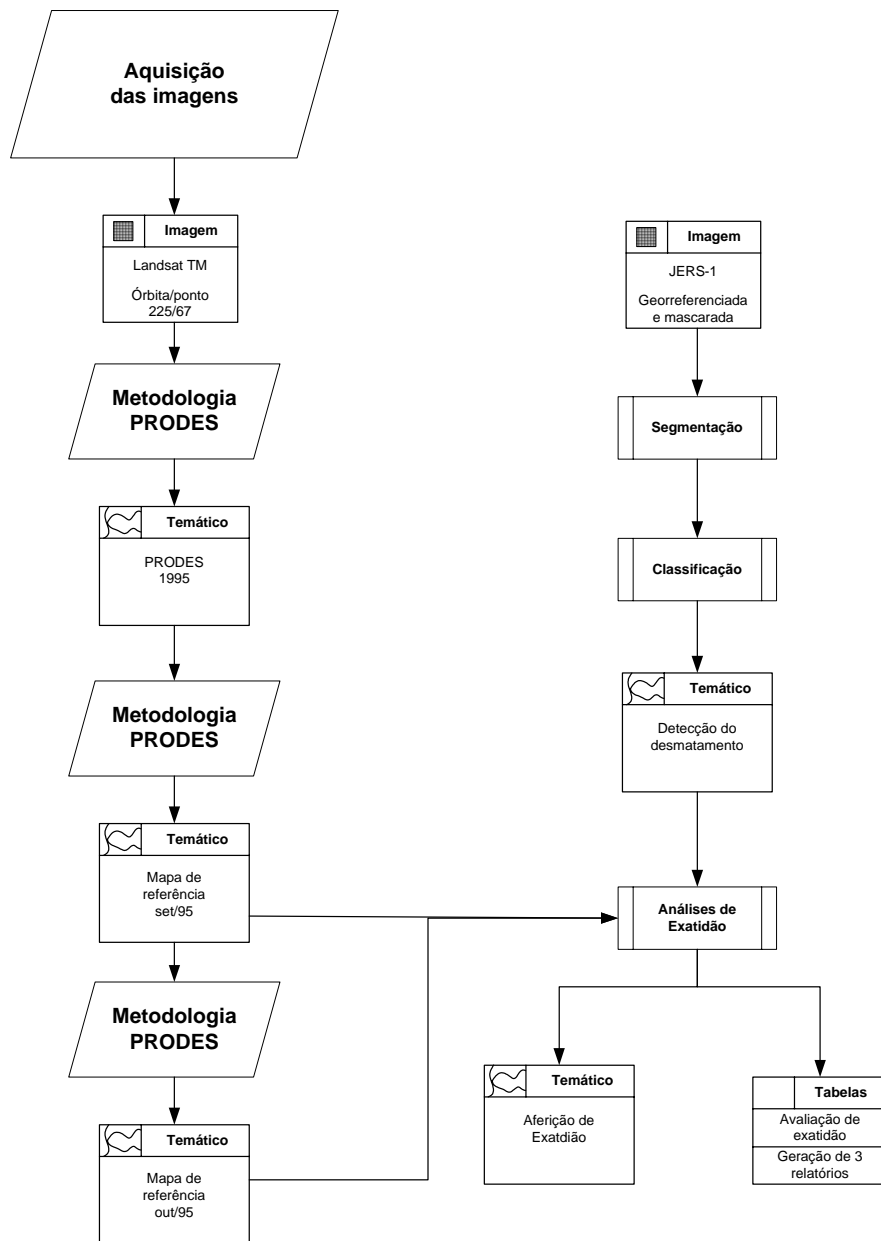 Aquisição
das imagens
Imagem
Landsat TM
Órbita/ponto
225/67
Metodologia
PRODES
Temático
PRODES
1995
Metodologia
PRODES
Temático
Mapa de
referência
set/95
Metodologia
PRODES
Temático
Mapa de
referência
out/95
Imagem
JERS-1
Georreferenciada
e mascarada
Segmentação
Classificação
Temático
Detecção do
desmatamento
Análises de
Exatidão
Temático
Aferição de
Exatdião
Tabelas
Avaliação de
exatidão
Geração de 3
relatórios